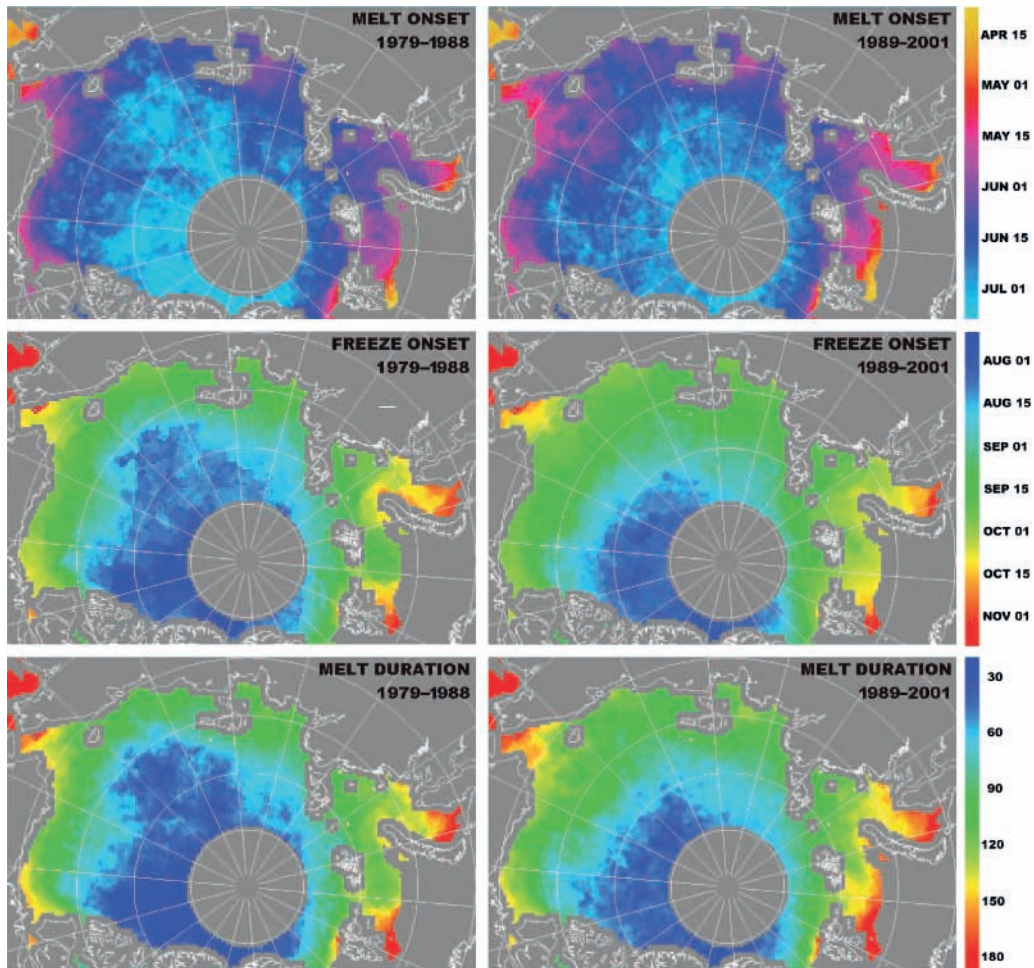 MELT ONSET
1979–1988
MELT ONSET
1989–2001
APR 15
MAY 01
MAY 15
JUN 01
JUN 15
JUL 01
FREEZE ONSET
1979–1988
FREEZE ONSET
1989–2001
AUG 01
AUG 15
SEP 01
SEP 15
OCT 01
OCT 15
NOV 01
MELT DURATION
1979–1988
MELT DURATION
1989–2001
30
60
90
120
150
180